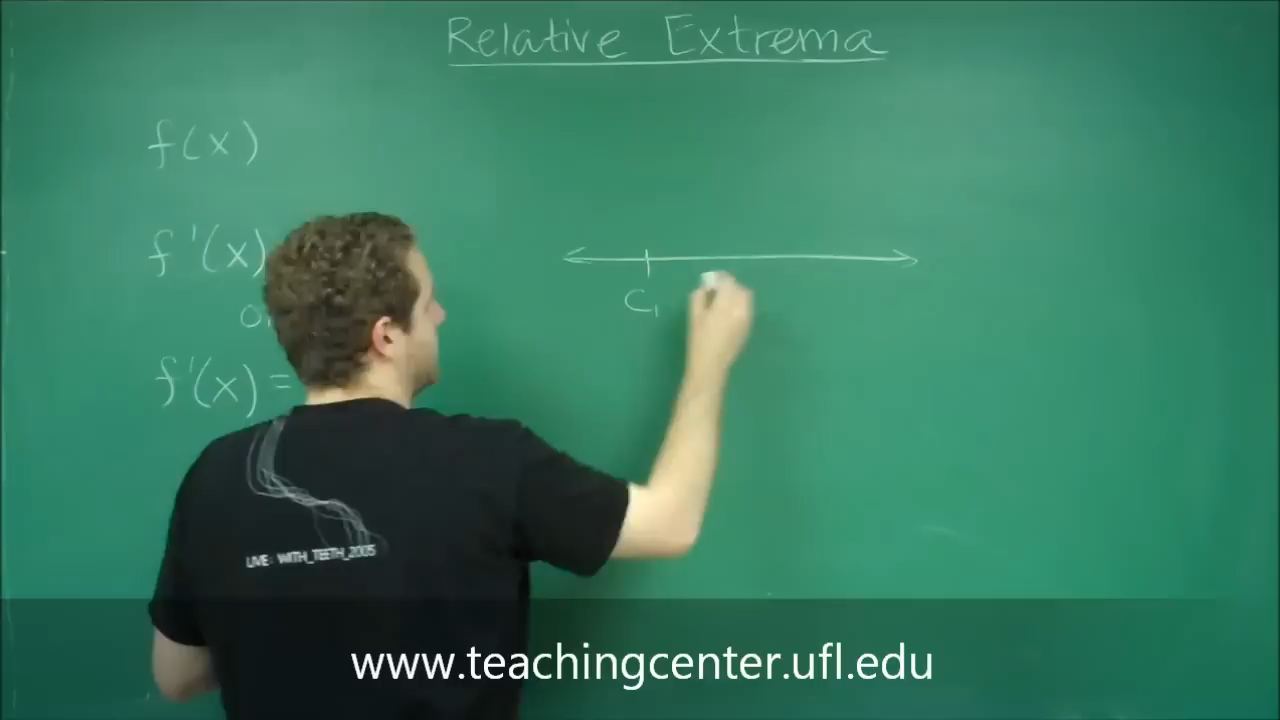 Relative Extrema
f(x)
f'(x)
f'(x) =
C₁
LIVE: WITH_TEETH_2005
www.teachingcenter.ufl.edu